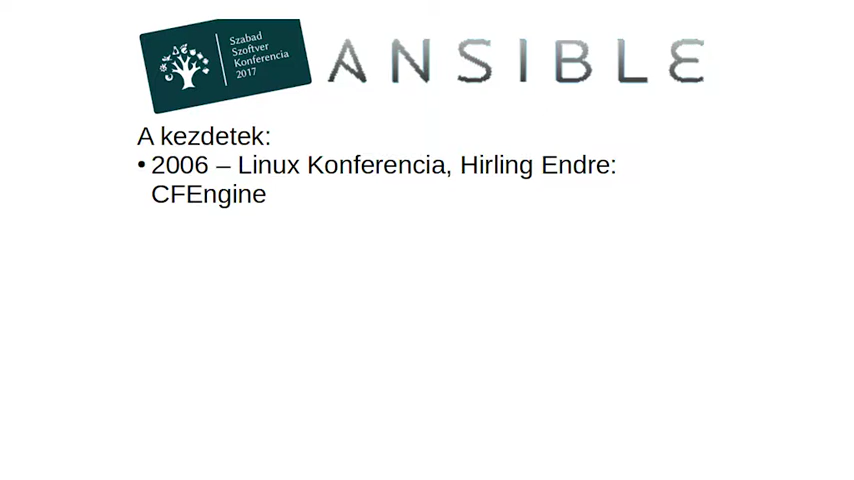 Szabad
Szoftver
Konferencia
2017
ANSIBLE
A kezdetek:
• 2006 – Linux Konferencia, Hirling Endre:
CFEngine